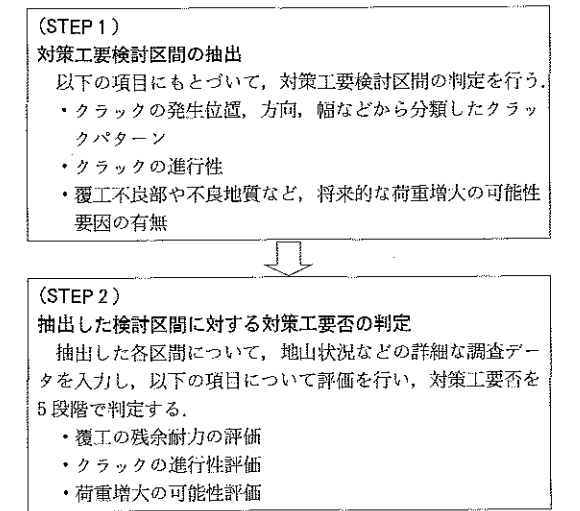 (STEP 1)
対策工要検討区間の抽出
以下の項目にもとづいて，対策工要検討区間の判定を行う．
・クラックの発生位置，方向，幅などから分類したクラッ
クパターン
・クラックの進行性
・覆工不良部や不良地質など，将来的な荷重増大の可能性
要因の有無
(STEP 2)
抽出した検討区間に対する対策工要否の判定
抽出した各区間について，地山状況などの詳細な調査デー
タを入力し，以下の項目について評価を行い，対策工要否を
5段階で判定する．
・覆工の残余耐力の評価
・クラックの進行性評価
・荷重増大の可能性評価